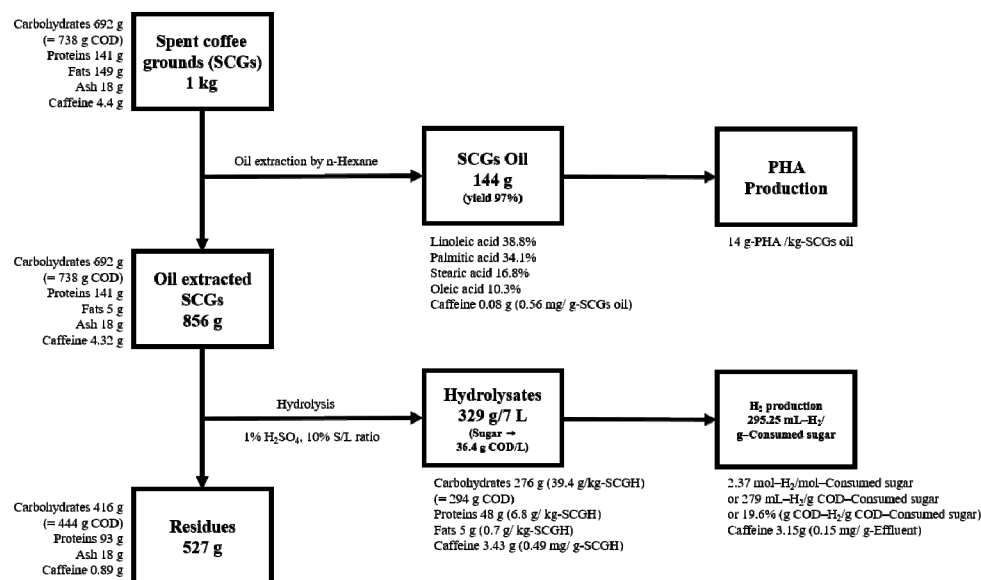 Carbohydrates 692 g
(= 738 g COD)
Proteins 141 g
Fats 149 g
Ash 18 g
Caffeine 4.4 g
Spent coffee
grounds (SCGs)
1 kg
Oil extraction by n-Hexane
SCGs Oil
144 g
(yield 97%)
PHA
Production
Linoleic acid 38.8%
Palmitic acid 34.1%
Stearic acid 16.8%
Oleic acid 10.3%
Caffeine 0.08 g (0.56 mg/ g-SCGs oil)
14 g-PHA /kg-SCGs oil
Carbohydrates 692 g
(= 738 g COD)
Proteins 141 g
Fats 5 g
Ash 18 g
Caffeine 4.32 g
Oil extracted
SCGs
856 g
Hydrolysis
1% H₂SO₄, 10% S/L ratio
Hydrolysates
329 g/7 L
(Sugar →
36.4 g COD/L)
H₂ production
295.25 mL–H₂/
g–Consumed sugar
Carbohydrates 276 g (39.4 g/kg-SCGH)
(= 294 g COD)
Proteins 48 g (6.8 g/ kg-SCGH)
Fats 5 g (0.7 g/ kg-SCGH)
Caffeine 3.43 g (0.49 mg/ g-SCGH)
2.37 mol–H₂/mol–Consumed sugar
or 279 mL–H₂/g COD–Consumed sugar
or 19.6% (g COD–H₂/g COD–Consumed sugar)
Caffeine 3.15g (0.15 mg/ g-Effluent)
Carbohydrates 416 g
(= 444 g COD)
Proteins 93 g
Ash 18 g
Caffeine 0.89 g
Residues
527 g